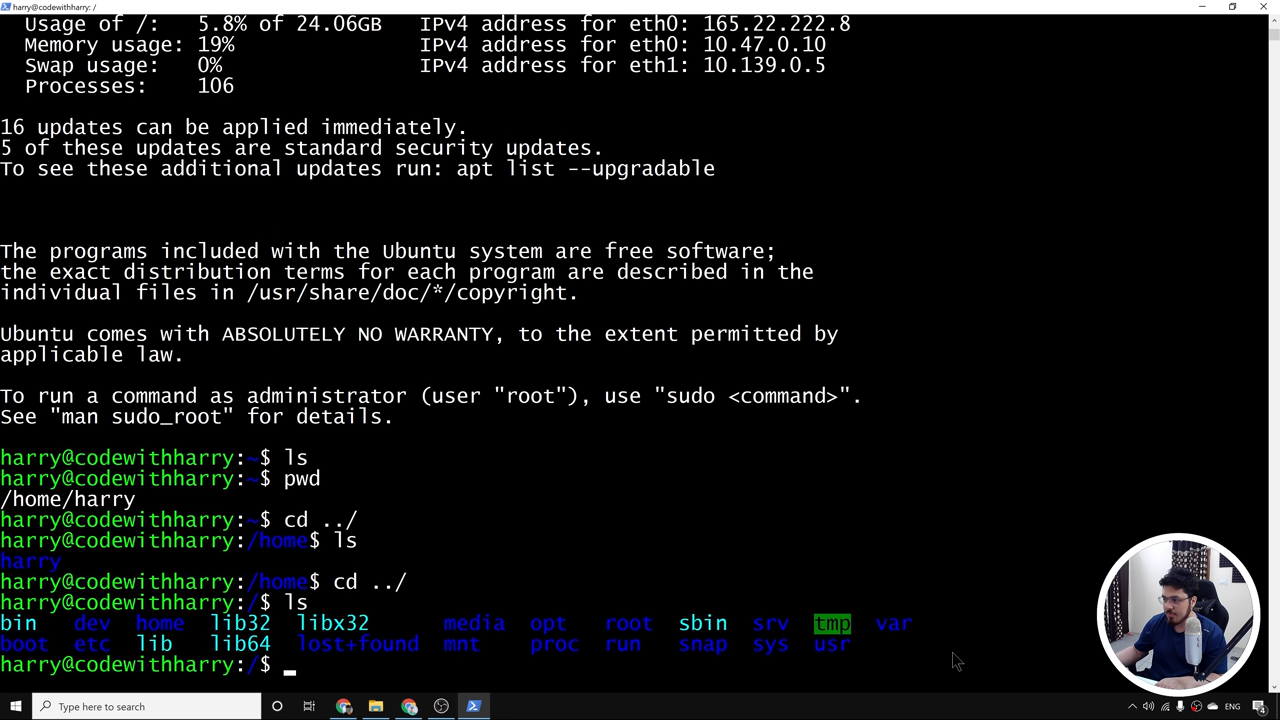 harry@codewithharry: /
Usage of /: 5.8% of 24.06GB IPv4 address for eth0: 165.22.222.8
Memory usage: 19% IPv4 address for eth0: 10.47.0.10
Swap usage: 0% IPv4 address for eth1: 10.139.0.5
Processes: 106
16 updates can be applied immediately.
5 of these updates are standard security updates.
To see these additional updates run: apt list --upgradable
The programs included with the Ubuntu system are free software;
the exact distribution terms for each program are described in the
individual files in /usr/share/doc/*/copyright.
Ubuntu comes with ABSOLUTELY NO WARRANTY, to the extent permitted by
applicable law.
To run a command as administrator (user "root"), use "sudo <command>".
See "man sudo_root" for details.
harry@codewithharry:~$ ls
harry@codewithharry:~$ pwd
/home/harry
harry@codewithharry:~$ cd ../
harry@codewithharry:/home$ ls
harry
harry@codewithharry:/home$ cd ../
harry@codewithharry:/$ ls
bin dev home lib32 libx32 media opt root sbin srv tmp var
boot etc lib lib64 lost+found mnt proc run snap sys usr
harry@codewithharry:/$
Type here to search
ENG
4